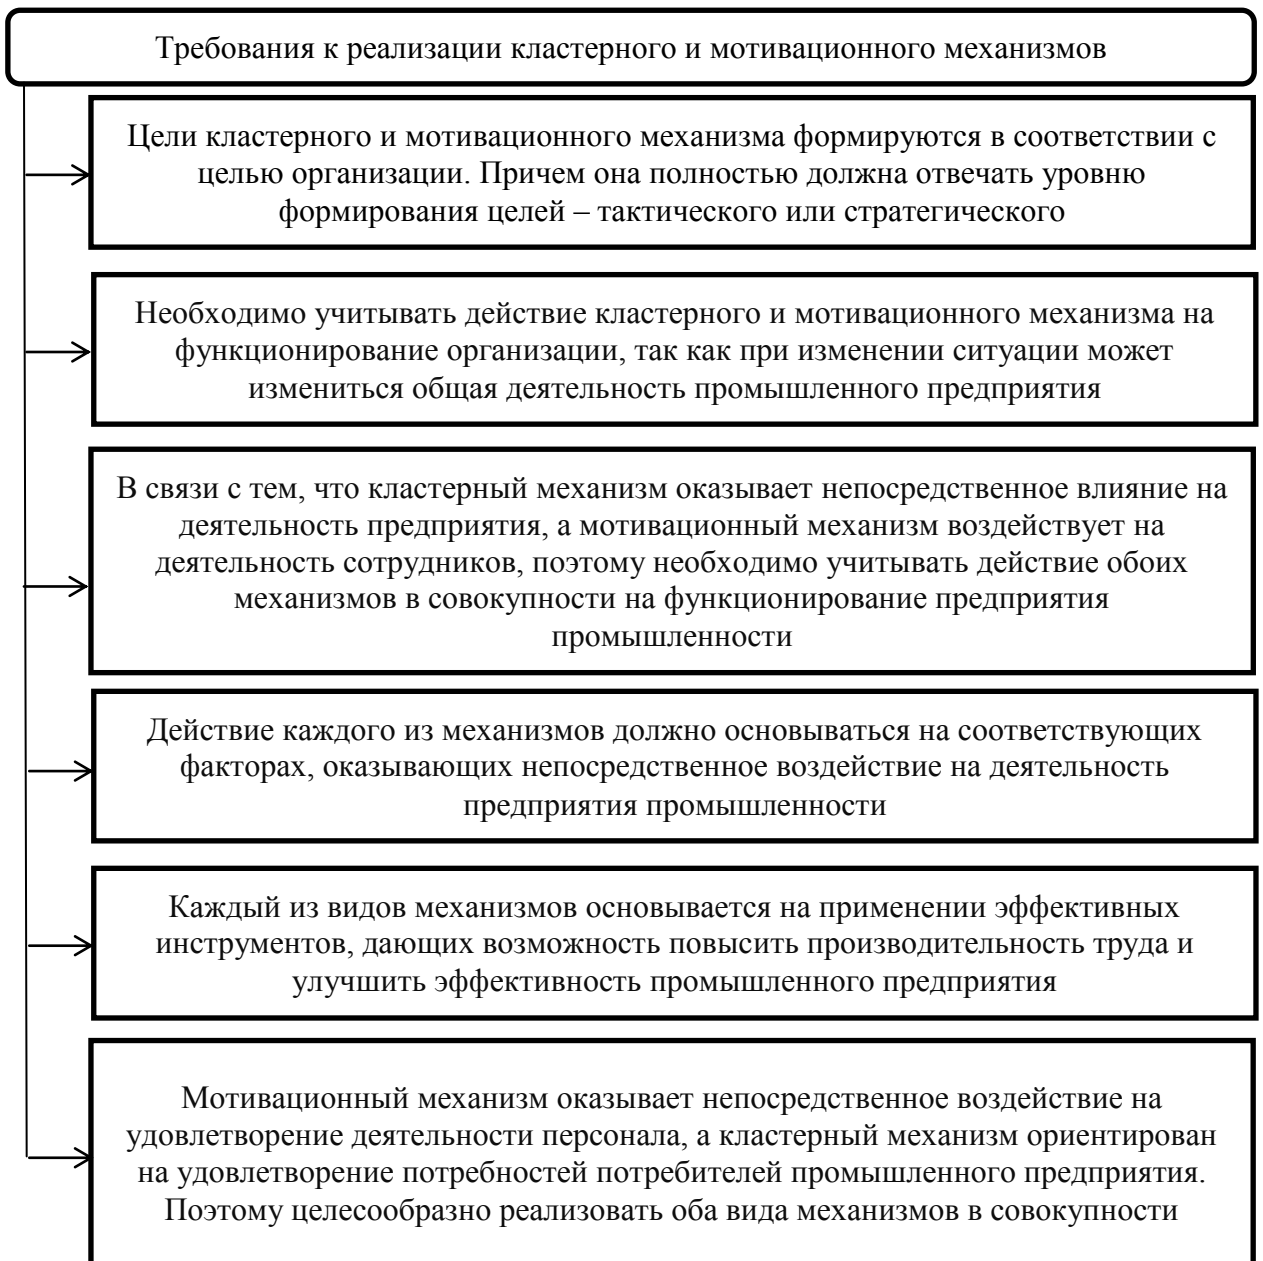 Требования к реализации кластерного и мотивационного механизмов
Цели кластерного и мотивационного механизма формируются в соответствии с
целью организации. Причем она полностью должна отвечать уровню
формирования целей – тактического или стратегического
Необходимо учитывать действие кластерного и мотивационного механизма на
функционирование организации, так как при изменении ситуации может
измениться общая деятельность промышленного предприятия
В связи с тем, что кластерный механизм оказывает непосредственное влияние на
деятельность предприятия, а мотивационный механизм воздействует на
деятельность сотрудников, поэтому необходимо учитывать действие обоих
механизмов в совокупности на функционирование предприятия
промышленности
Действие каждого из механизмов должно основываться на соответствующих
факторах, оказывающих непосредственное воздействие на деятельность
предприятия промышленности
Каждый из видов механизмов основывается на применении эффективных
инструментов, дающих возможность повысить производительность труда и
улучшить эффективность промышленного предприятия
Мотивационный механизм оказывает непосредственное воздействие на
удовлетворение деятельности персонала, а кластерный механизм ориентирован
на удовлетворение потребностей потребителей промышленного предприятия.
Поэтому целесообразно реализовать оба вида механизмов в совокупности